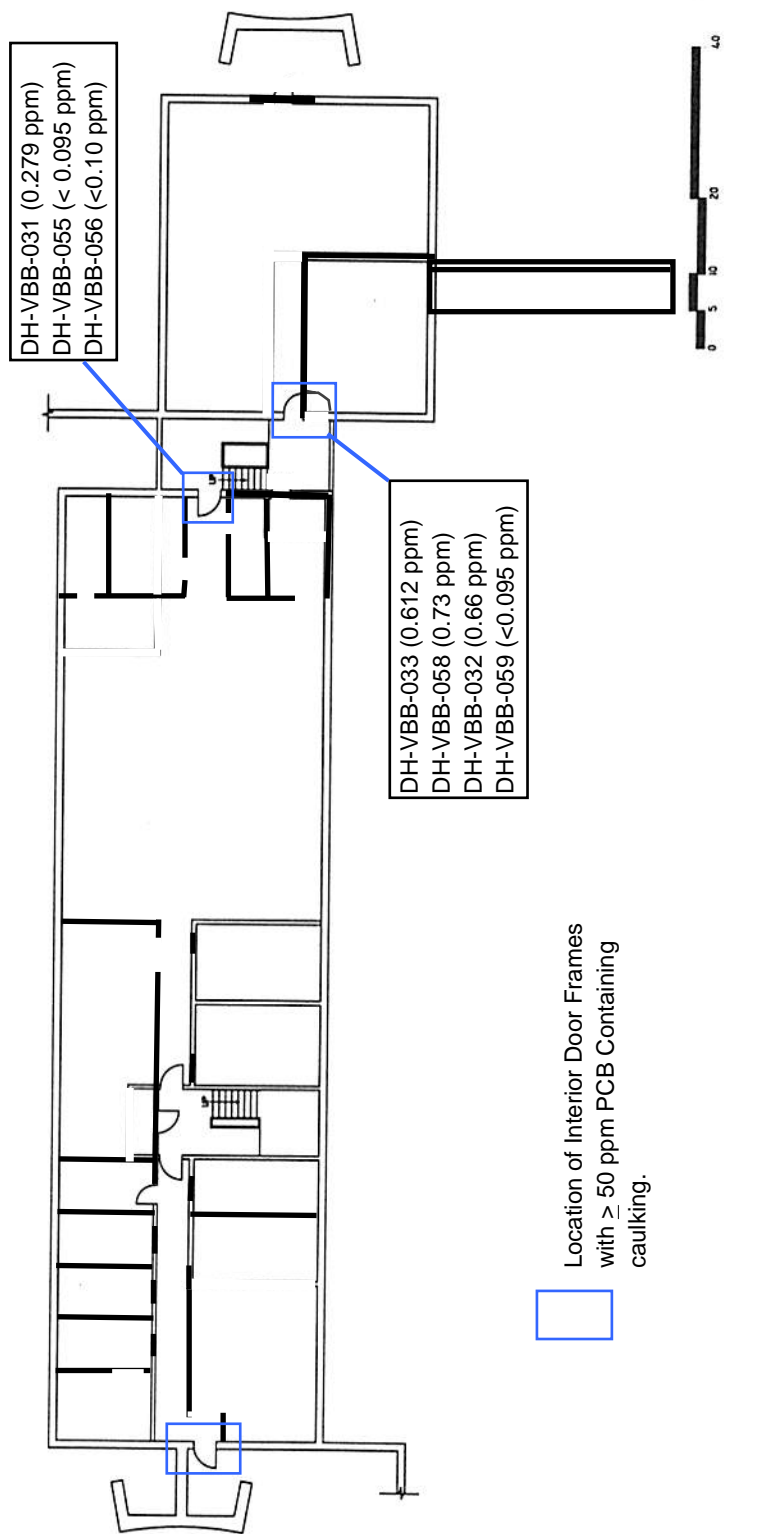 DH-VBB-031 (0.279 ppm)
DH-VBB-055 (< 0.095 ppm)
DH-VBB-056 (<0.10 ppm)
UP
DH-VBB-033 (0.612 ppm)
DH-VBB-058 (0.73 ppm)
DH-VBB-032 (0.66 ppm)
DH-VBB-059 (<0.095 ppm)
UP
Location of Interior Door Frames
with ≥ 50 ppm PCB Containing
caulking.
0 5 10 20 40